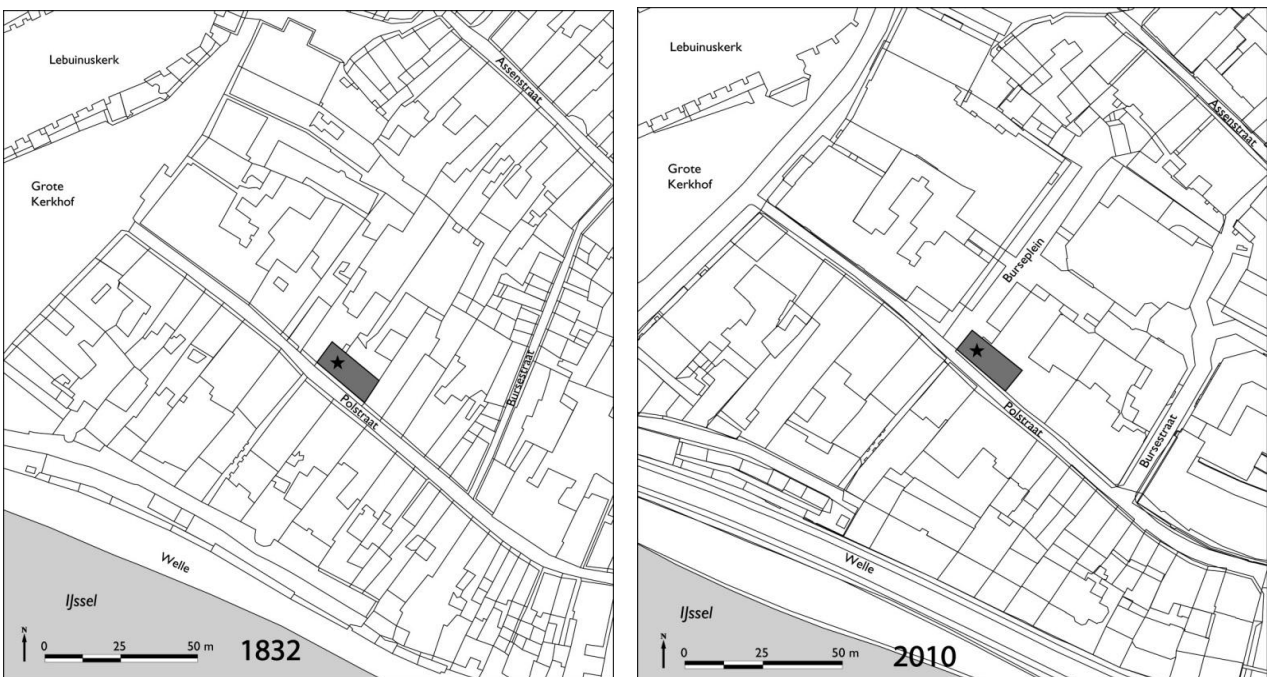 Lebuinuskerk
Assenstraat
Grote
Kerkhof
Bursestraat
Polstraat
Welle
IJssel
N
0 25 50 m
1832
Lebuinuskerk
Assenstraat
Grote
Kerkhof
Burseplein
Polstraat
Bursestraat
Welle
IJssel
N
0 25 50 m
2010